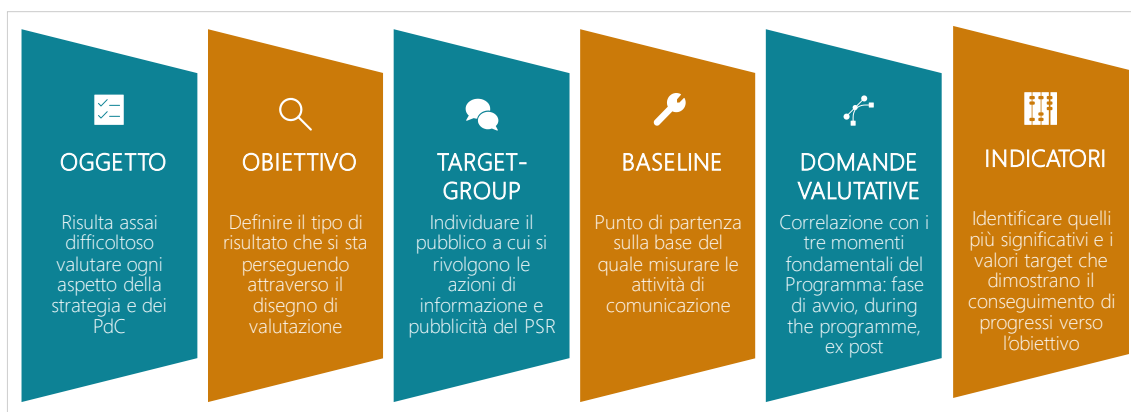 OGGETTO
Risulta assai
difficoltoso
valutare ogni
aspetto della
strategia e dei
PdC
OBIETTIVO
Definire il tipo di
risultato che si sta
perseguendo
attraverso il
disegno di
valutazione
TARGET-
GROUP
Individuare il
pubblico a cui si
rivolgono le
azioni di
informazione e
pubblicità del PSR
BASELINE
Punto di partenza
sulla base del
quale misurare le
attività di
comunicazione
DOMANDE
VALUTATIVE
Correlazione con i
tre momenti
fondamentali del
Programma: fase
di avvio, during
the programme,
ex post
INDICATORI
Identificare quelli
più significativi e i
valori target che
dimostrano il
conseguimento di
progressi verso
l'obiettivo